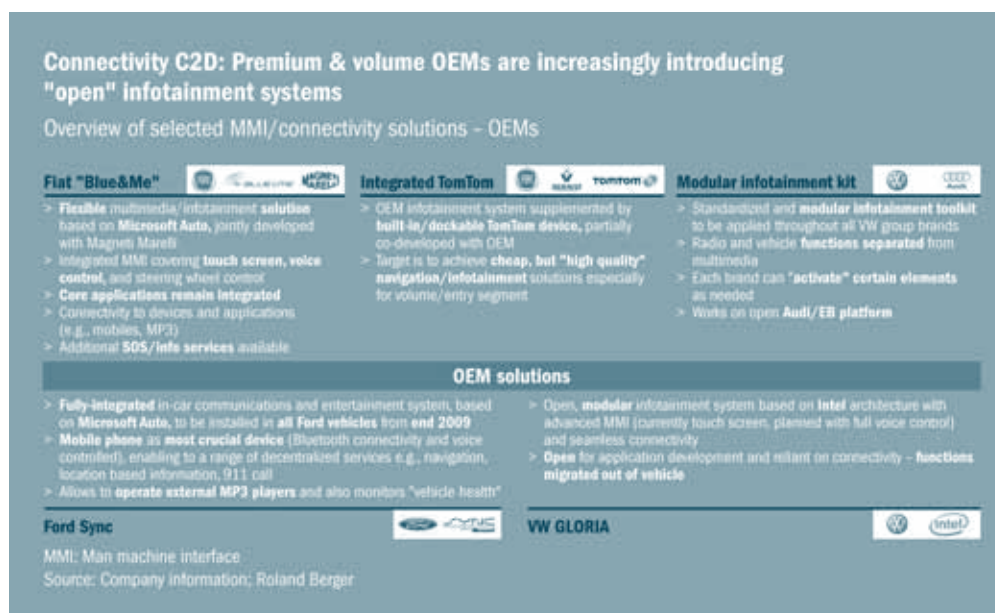 Connectivity C2D: Premium & volume OEMs are increasingly introducing
"open" infotainment systems
Overview of selected MMI/connectivity solutions – OEMs
Fiat "Blue&Me"
> Flexible multimedia/infotainment solution
based on Microsoft Auto, jointly developed
with Magneti Marelli
> Integrated MMI covering touch screen, voice
control, and steering wheel control
> Core applications remain integrated
> Connectivity to devices and applications
(e.g., mobiles, MP3)
> Additional SOS/info services available
Integrated TomTom
TOMTOM
> OEM infotainment system supplemented by
built-in/dockable TomTom device, partially
co-developed with OEM
> Target is to achieve cheap, but "high quality"
navigation/infotainment solutions especially
for volume/entry segment
Modular infotainment kit
Audi
> Standardized and modular infotainment toolkit
to be applied throughout all VW group brands
> Radio and vehicle functions separated from
multimedia
> Each brand can "activate" certain elements
as needed
> Works on open Audi/EB platform
OEM solutions
> Fully-integrated in-car communications and entertainment system, based
on Microsoft Auto, to be installed in all Ford vehicles from end 2009
> Mobile phone as most crucial device (Bluetooth connectivity and voice
controlled), enabling to a range of decentralized services e.g., navigation,
location based information, 911 call
> Allows to operate external MP3 players and also monitors "vehicle health"
Ford Sync
> Open, modular infotainment system based on Intel architecture with
advanced MMI (currently touch screen, planned with full voice control)
and seamless connectivity
> Open for application development and reliant on connectivity – functions
migrated out of vehicle
VW GLORIA
intel
MMI: Man machine interface
Source: Company information; Roland Berger